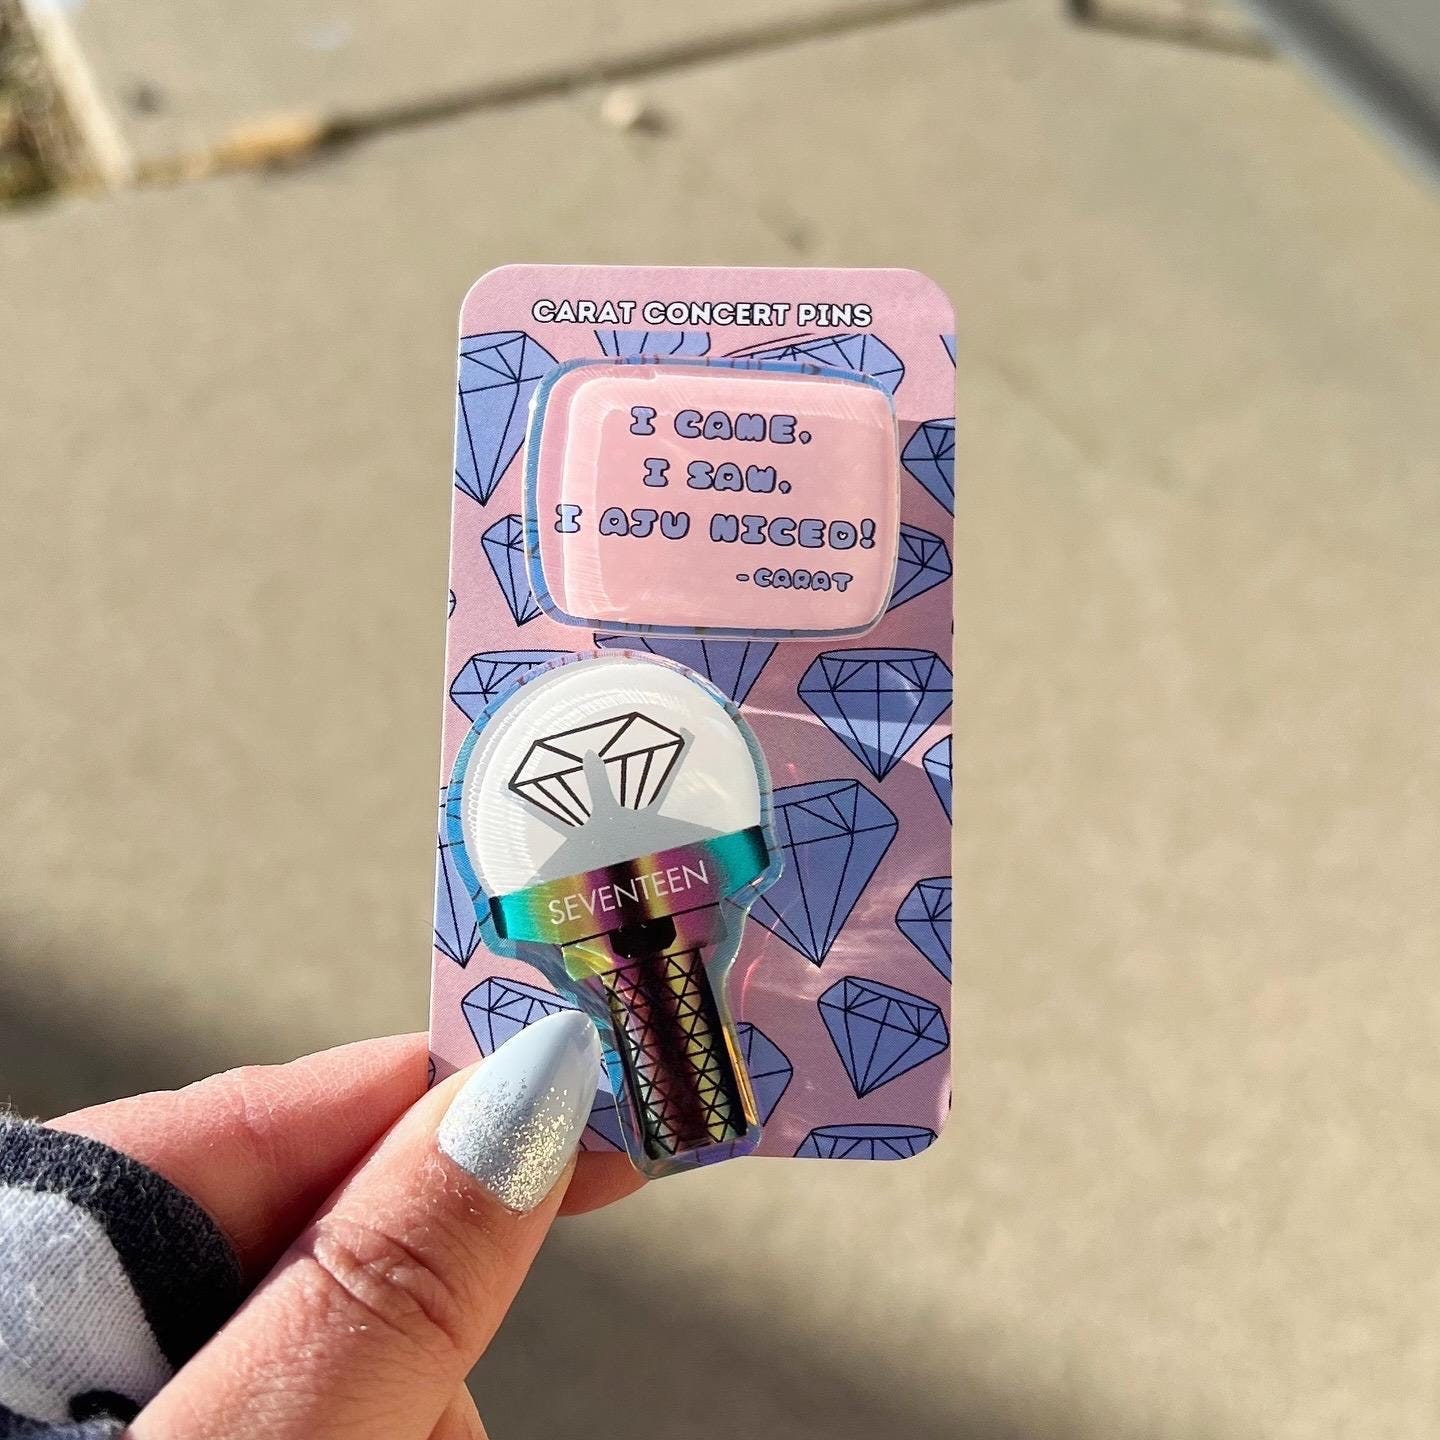 CARAT CONCERT PINS
I CAME,
I SAW,
I AJU NICED!
-CARAT
SEVENTEEN